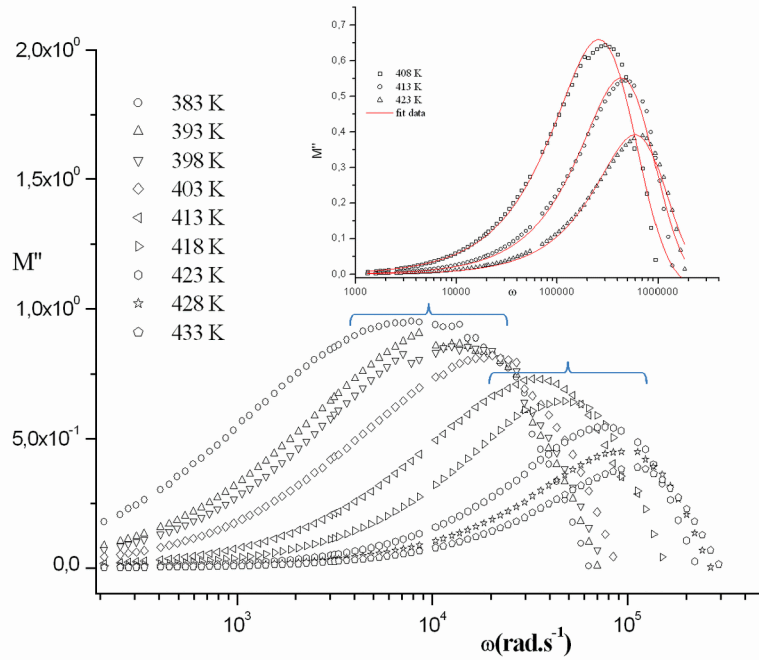 2,0x10⁰
1,5x10⁰
M''
1,0x10⁰
5,0x10⁻¹
0,0
383 K
393 K
398 K
403 K
413 K
418 K
423 K
428 K
433 K
10³
10⁴
10⁵
ω(rad.s⁻¹)
0,7
0,6
0,5
0,4
0,3
0,2
0,1
0,0
M''
408 K
413 K
423 K
fit data
1000
10000
100000
1000000
ω